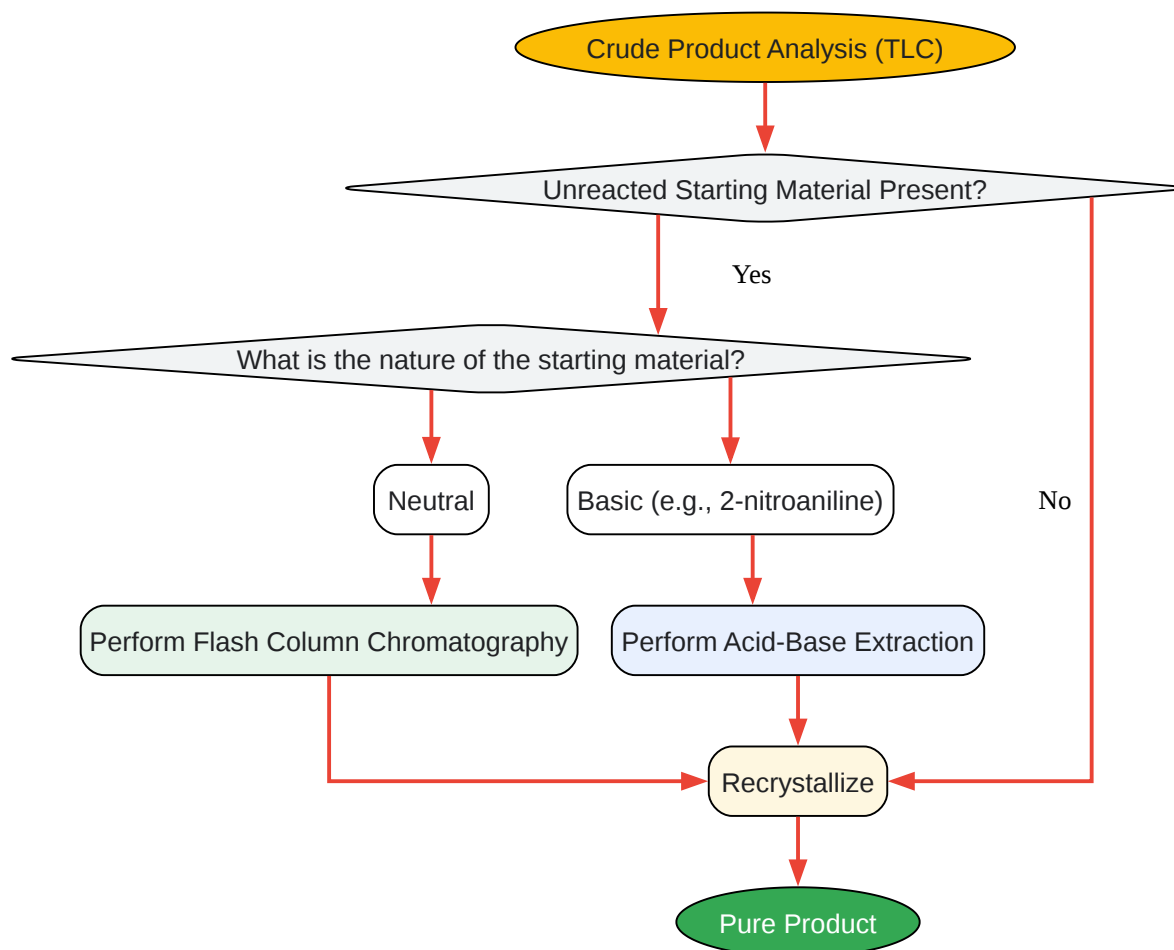 Crude Product Analysis (TLC)
Unreacted Starting Material Present?
Yes
What is the nature of the starting material?
Neutral
Basic (e.g., 2-nitroaniline)
No
Perform Flash Column Chromatography
Perform Acid-Base Extraction
Recrystallize
Pure Product